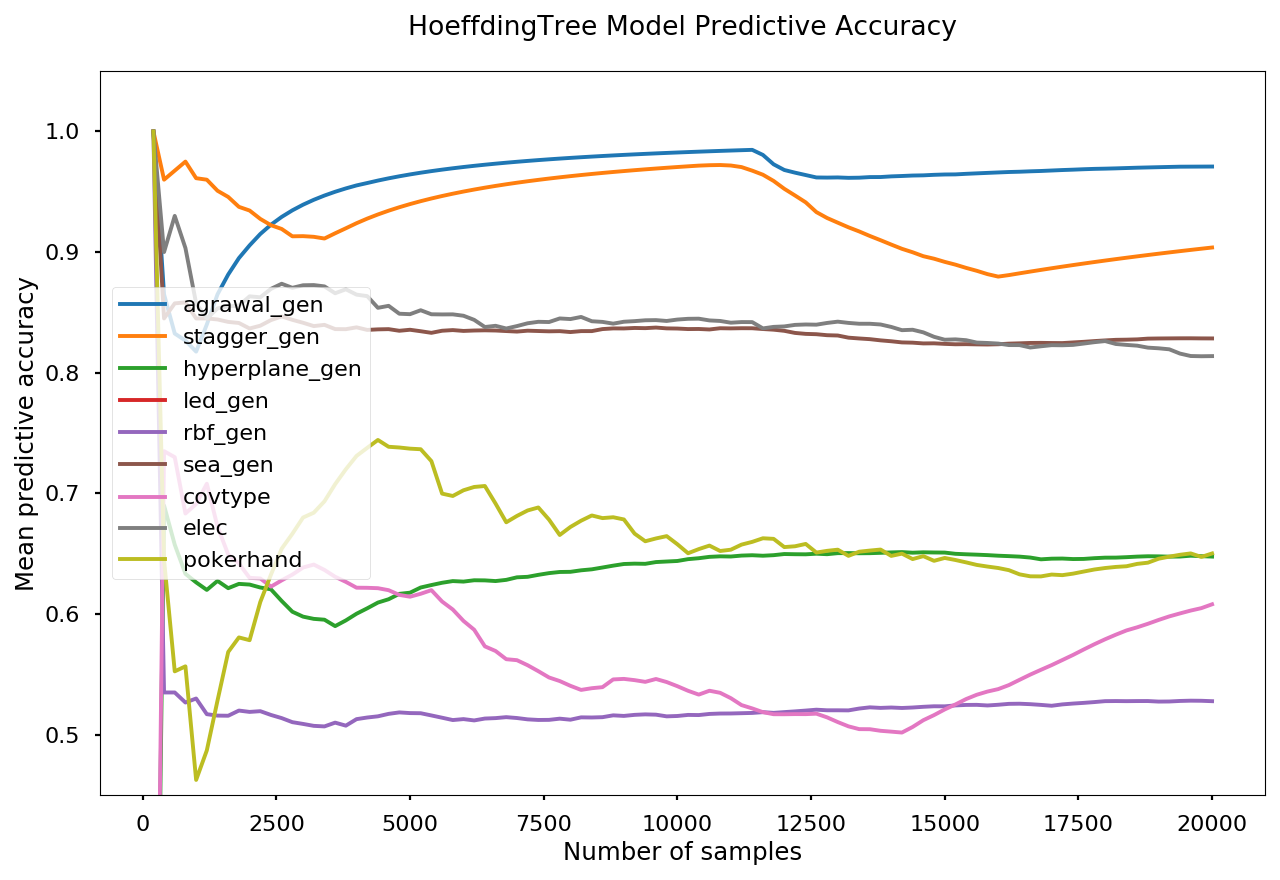 HoeffdingTree Model Predictive Accuracy
Mean predictive accuracy
1.0
0.9
0.8
0.7
0.6
0.5
agrawal_gen
stagger_gen
hyperplane_gen
led_gen
rbf_gen
sea_gen
covtype
elec
pokerhand
0 2500 5000 7500 10000 12500 15000 17500 20000
Number of samples